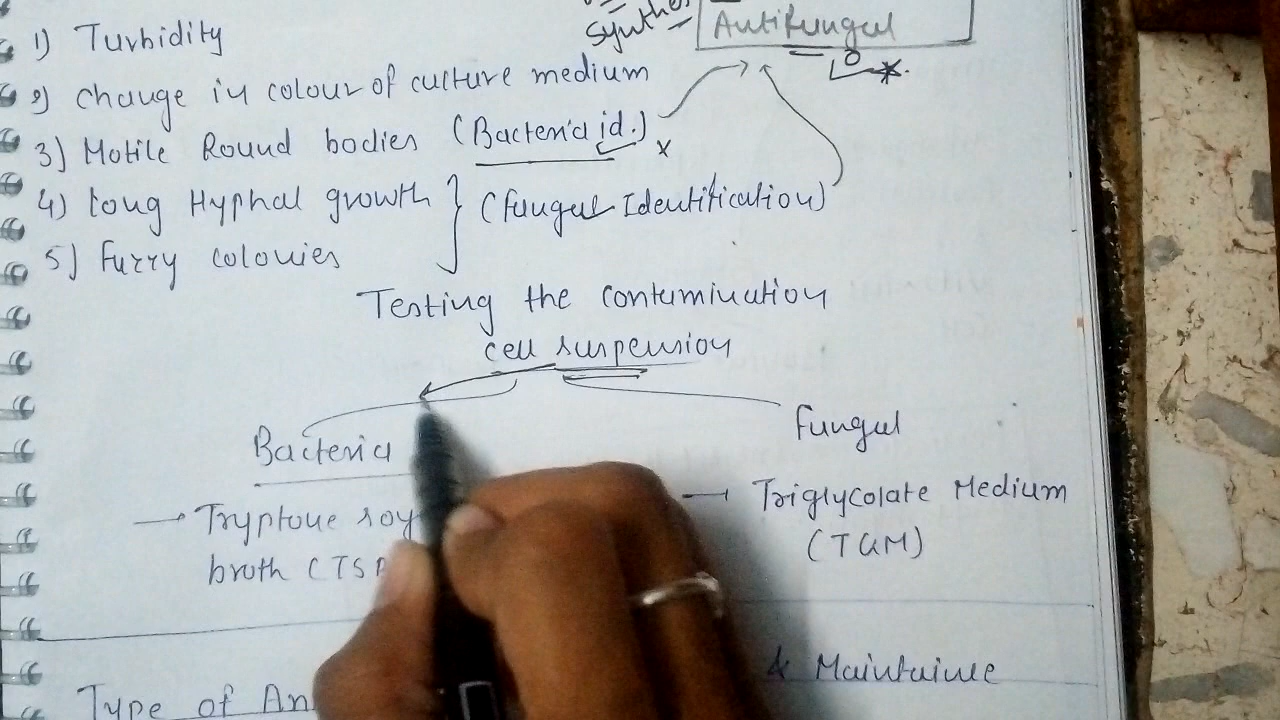 Antifungal
1) Turbidity
2) change in colour of culture medium
3) Motile Round bodies (Bacteria id.) x
4) long Hyphal growth
(fungal Identification)
5) Furry colonies
Testing the contamination
cell suspension
Bacteria
Fungal
→ Tryptone soy
broth (TS
→ Trigycolate Medium
(TGM)
Type of An
& Maintaine